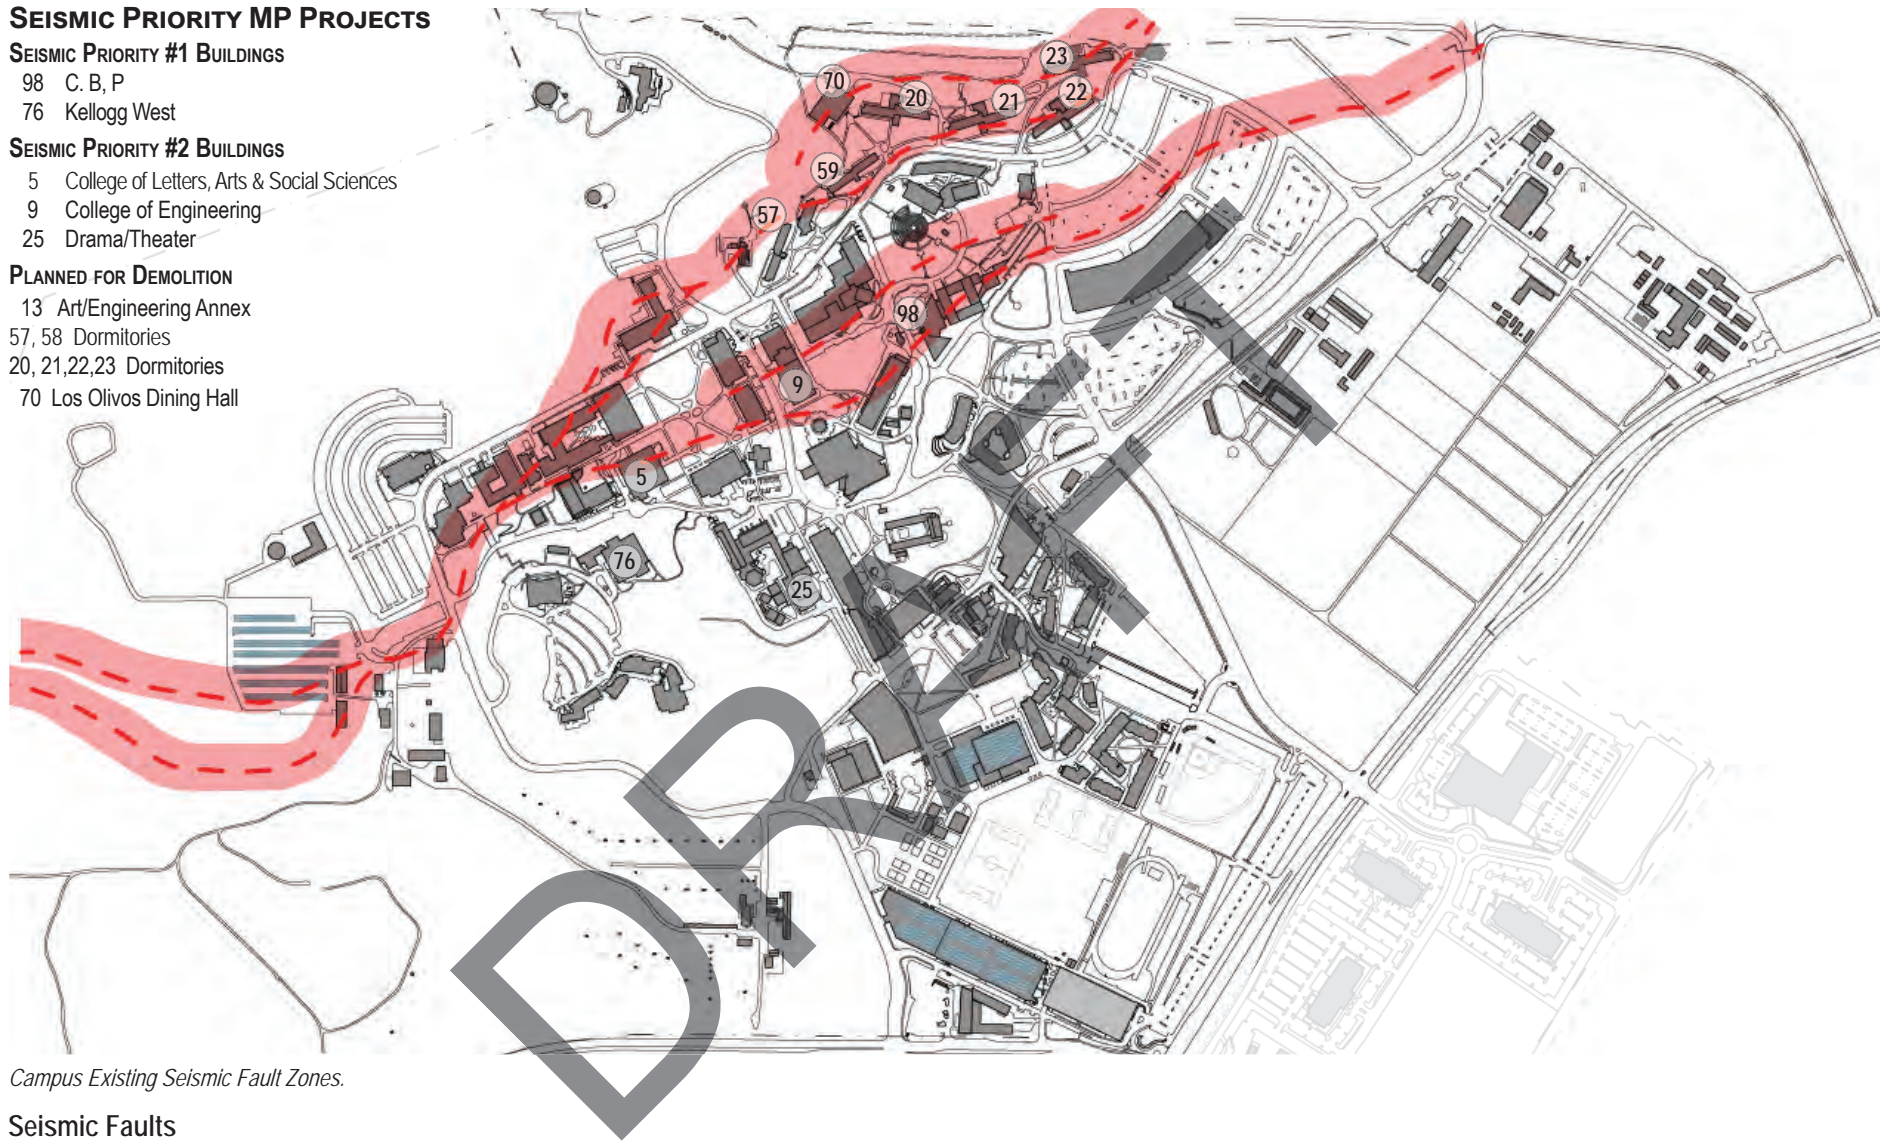 SEISMIC PRIORITY MP PROJECTS
SEISMIC PRIORITY #1 BUILDINGS
98 C. B, P
76 Kellogg West
SEISMIC PRIORITY #2 BUILDINGS
5 College of Letters, Arts & Social Sciences
9 College of Engineering
25 Drama/Theater
PLANNED FOR DEMOLITION
13 Art/Engineering Annex
57, 58 Dormitories
20, 21,22,23 Dormitories
70 Los Olivos Dining Hall
23
70
20
21
22
59
57
98
9
5
76
25
DRAFT
Campus Existing Seismic Fault Zones.
Seismic Faults